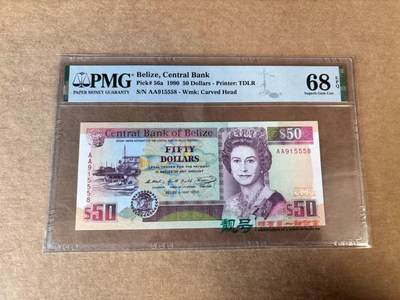 PMG
PAPER MONEY GUARANTY
Belize, Central Bank
Pick# 56a 1990 50 Dollars - Printer: TDLR
S/N AA915558 - Wmk: Carved Head
68 EPQ
Superb Gem Unc
Central Bank of Belize
$50
AA915558
FIFTY
DOLLARS
AA915558
$50
$50
靓号